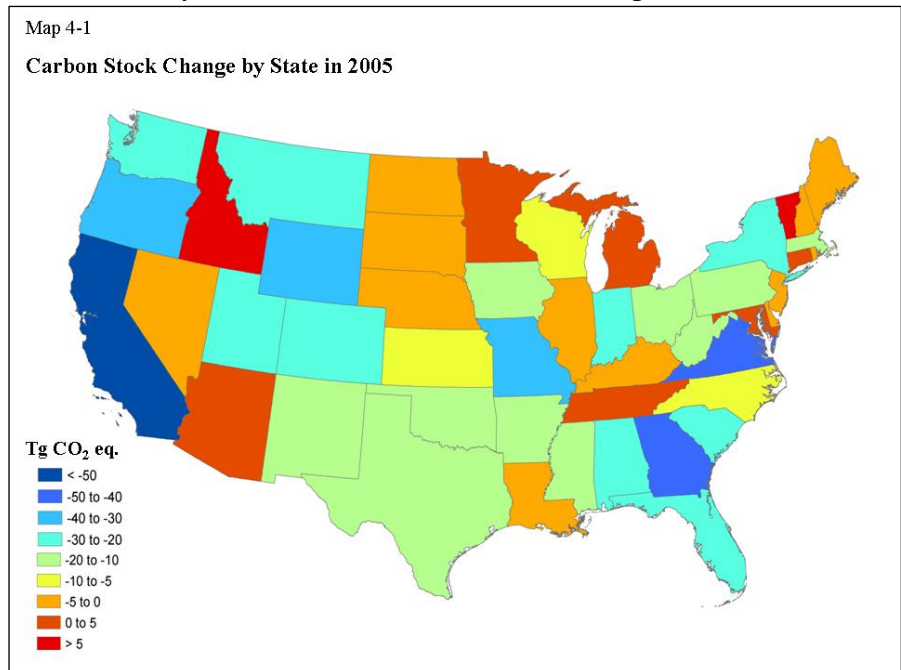 Map 4-1
Carbon Stock Change by State in 2005
Tg CO₂ eq.
< -50
-50 to -40
-40 to -30
-30 to -20
-20 to -10
-10 to -5
-5 to 0
0 to 5
> 5